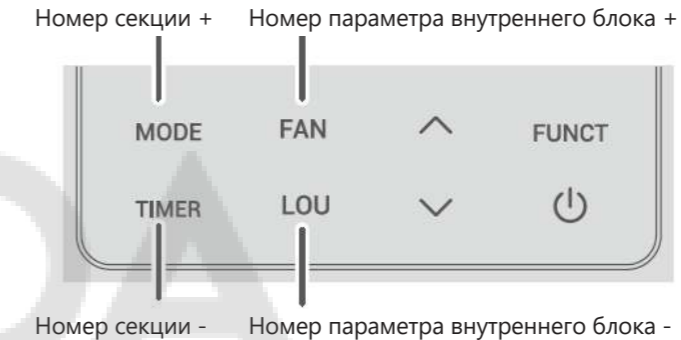 Номер секции + Номер параметра внутреннего блока +
MODE FAN FUNCT
TIMER LOU
Номер секции - Номер параметра внутреннего блока -